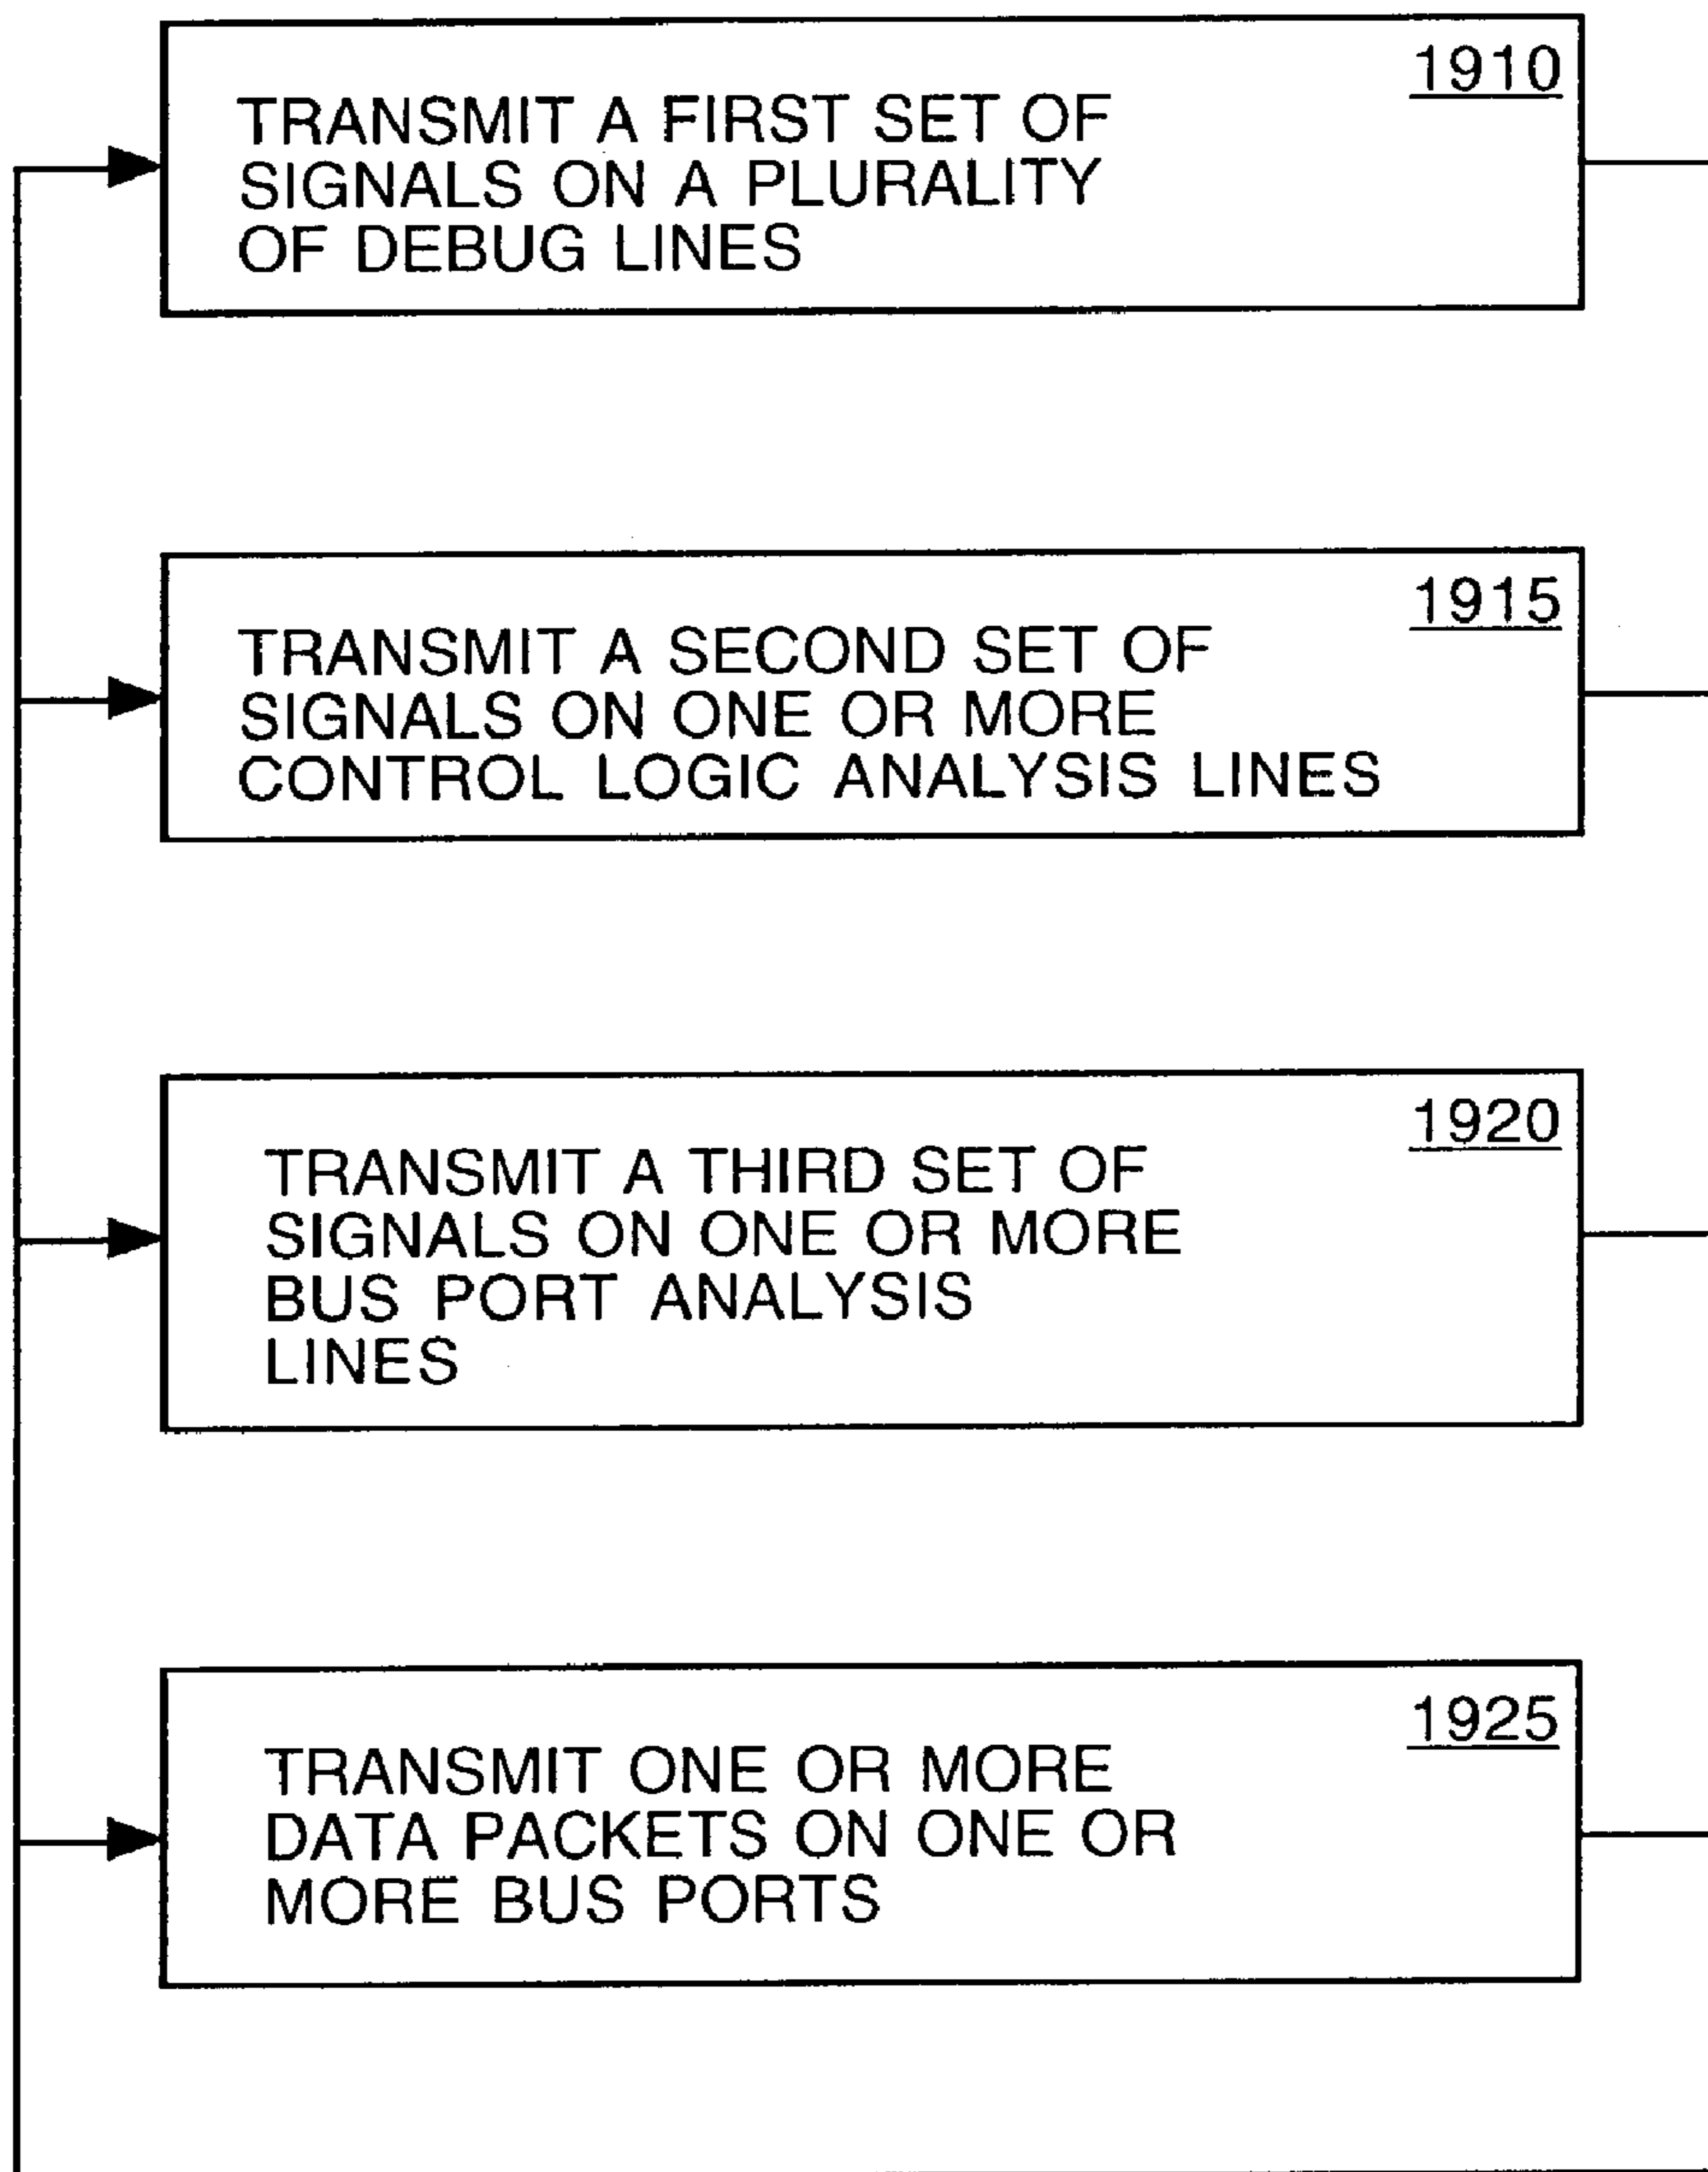 1910
TRANSMIT A FIRST SET OF
SIGNALS ON A PLURALITY
OF DEBUG LINES
1915
TRANSMIT A SECOND SET OF
SIGNALS ON ONE OR MORE
CONTROL LOGIC ANALYSIS LINES
1920
TRANSMIT A THIRD SET OF
SIGNALS ON ONE OR MORE
BUS PORT ANALYSIS
LINES
1925
TRANSMIT ONE OR MORE
DATA PACKETS ON ONE OR
MORE BUS PORTS